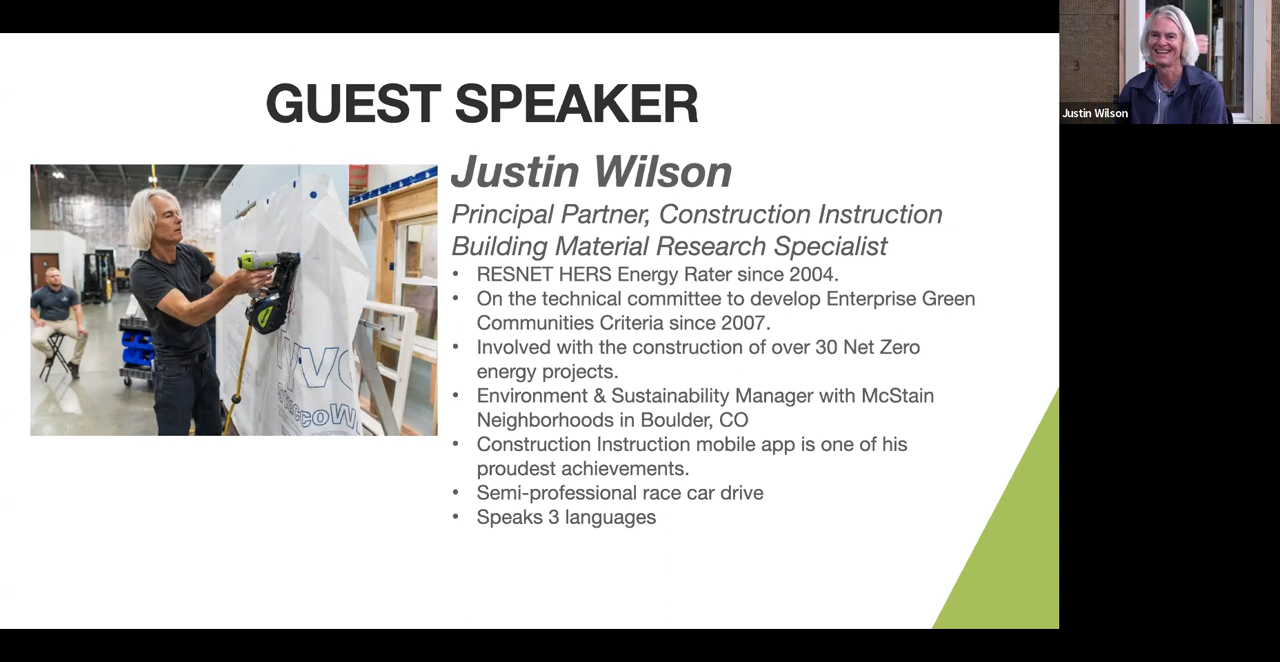 GUEST SPEAKER
Justin Wilson
Principal Partner, Construction Instruction
Building Material Research Specialist
• RESNET HERS Energy Rater since 2004.
• On the technical committee to develop Enterprise Green
Communities Criteria since 2007.
• Involved with the construction of over 30 Net Zero
energy projects.
• Environment & Sustainability Manager with McStain
Neighborhoods in Boulder, CO
• Construction Instruction mobile app is one of his
proudest achievements.
• Semi-professional race car drive
• Speaks 3 languages
Justin Wilson